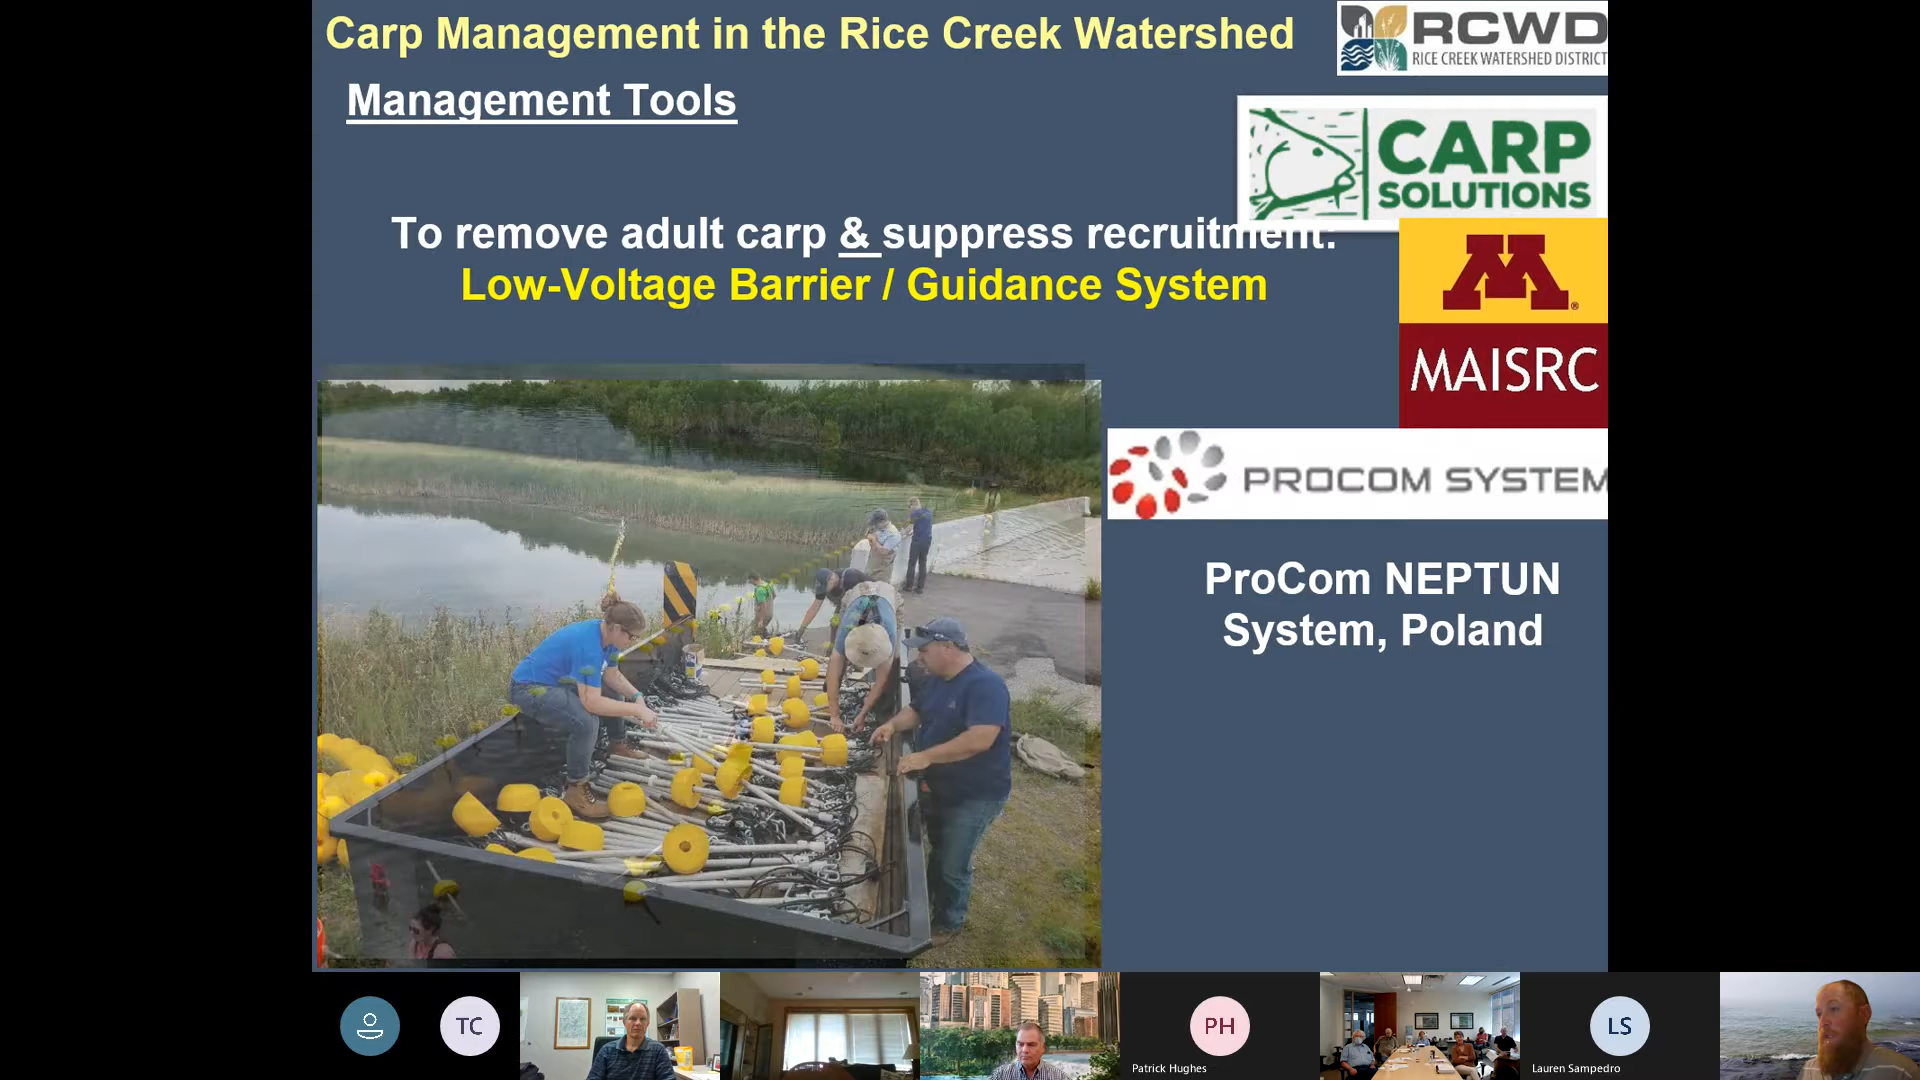 Carp Management in the Rice Creek Watershed
RCWD
RICE CREEK WATERSHED DISTRICT
Management Tools
CARP
SOLUTIONS
To remove adult carp & suppress recruitment:
Low-Voltage Barrier / Guidance System
M®
MAISRC
PROCOM SYSTEM
ProCom NEPTUN
System, Poland
TC
PH
LS
Patrick Hughes
Lauren Sampedro